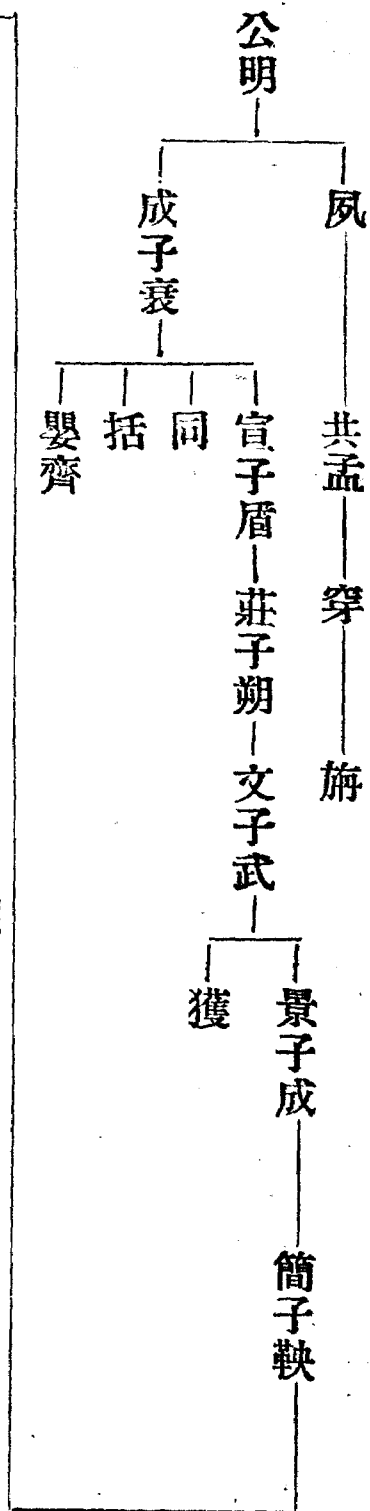 公明
夙
共孟
穿
旃
成子衰
宣子盾
莊子朔
文子武
景子成
簡子鞅
獲
同
括
嬰齊